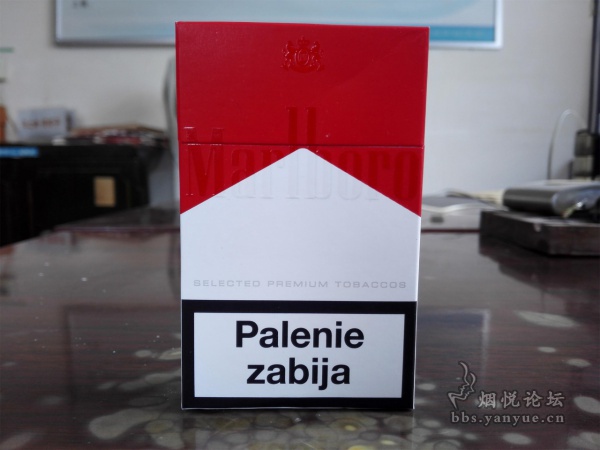 Marlboro
SELECTED PREMIUM TOBACCOS
Palenie
zabija
烟悦论坛
bbs.yanyue.cn